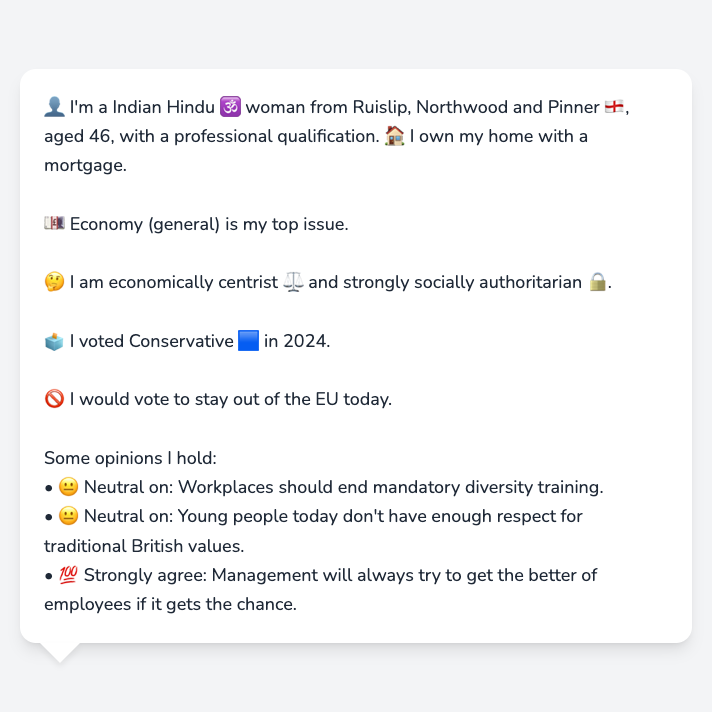 👤 I'm a Indian Hindu 🕉️ woman from Ruislip, Northwood and Pinner 🏴󠁧󠁢󠁥󠁮󠁧󠁿,
aged 46, with a professional qualification. 🏠 I own my home with a
mortgage.
💷 Economy (general) is my top issue.
🤔 I am economically centrist ⚖️ and strongly socially authoritarian 🔒.
🗳️ I voted Conservative 🟦 in 2024.
🚫 I would vote to stay out of the EU today.
Some opinions I hold:
• 😐 Neutral on: Workplaces should end mandatory diversity training.
• 😐 Neutral on: Young people today don't have enough respect for
traditional British values.
• 💯 Strongly agree: Management will always try to get the better of
employees if it gets the chance.